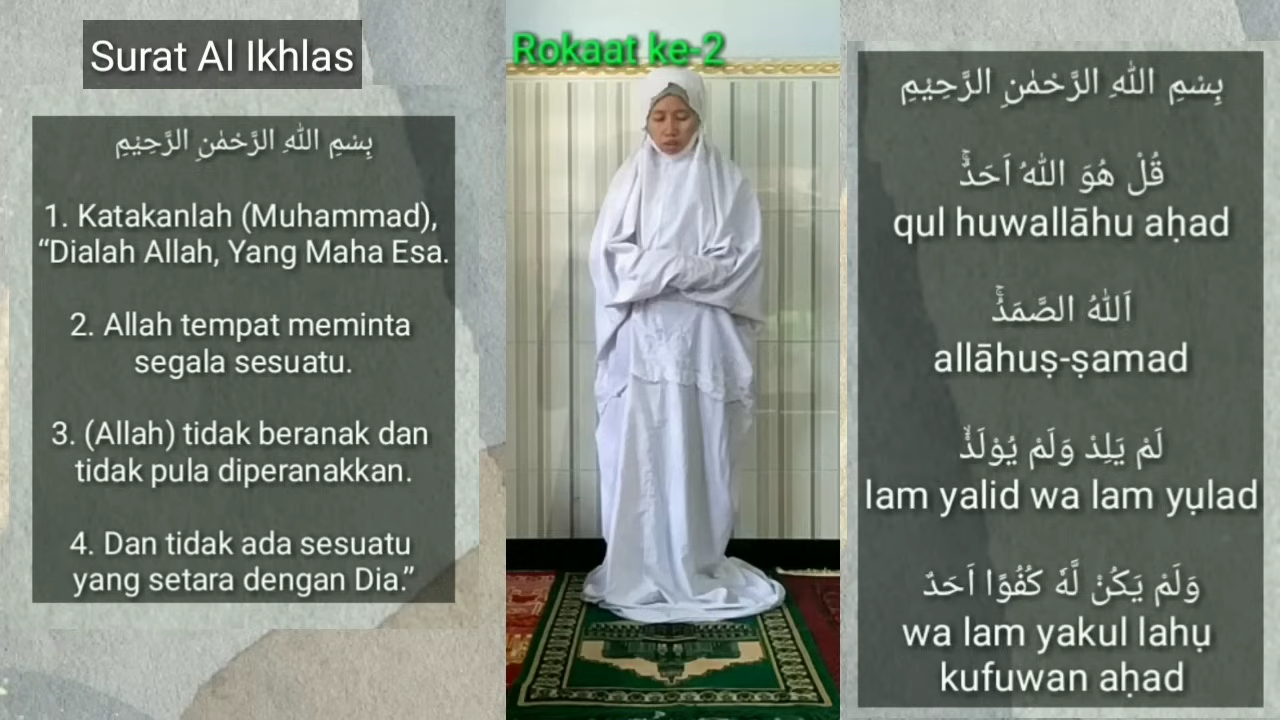 Surat Al Ikhlas
بِسْمِ اللّٰهِ الرَّحْمٰنِ الرَّحِيْمِ
1. Katakanlah (Muhammad),
“Dialah Allah, Yang Maha Esa.
2. Allah tempat meminta
segala sesuatu.
3. (Allah) tidak beranak dan
tidak pula diperanakkan.
4. Dan tidak ada sesuatu
yang setara dengan Dia.”
Rokaat ke-2
بِسْمِ اللّٰهِ الرَّحْمٰنِ الرَّحِيْمِ
قُلْ هُوَ اللّٰهُ اَحَدٌۚ
qul huwallāhu aḥad
اَللّٰهُ الصَّمَدُۚ
allāhuṣ-ṣamad
لَمْ يَلِدْ وَلَمْ يُوْلَدْۙ
lam yalid wa lam yụlad
وَلَمْ يَكُنْ لَّهٗ كُفُوًا اَحَدٌ
wa lam yakul lahụ
kufuwan aḥad